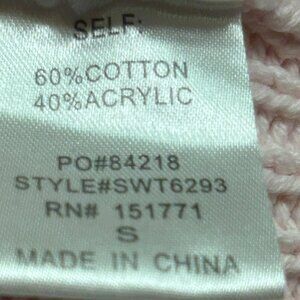 SELF:
60%COTTON
40%ACRYLIC
PO#84218
STYLE#SWT6293
RN# 151771
S
MADE IN CHINA